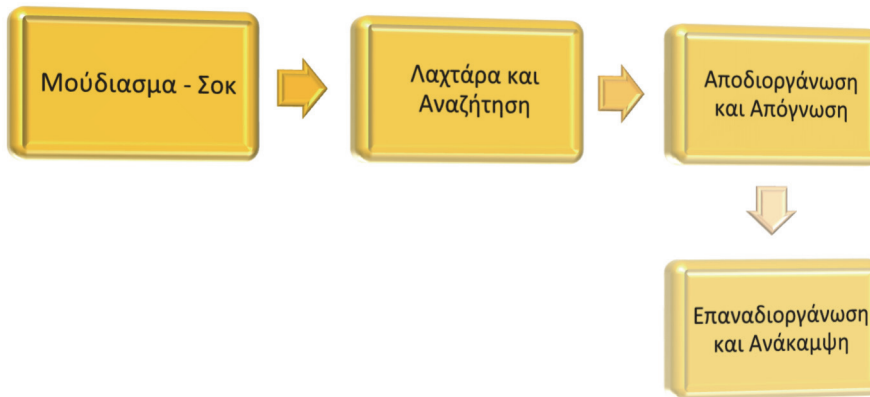 Μούδιασμα - Σοκ
Λαχτάρα και
Αναζήτηση
Αποδιοργάνωση
και Απόγνωση
Επαναδιοργάνωση
και Ανάκαμψη